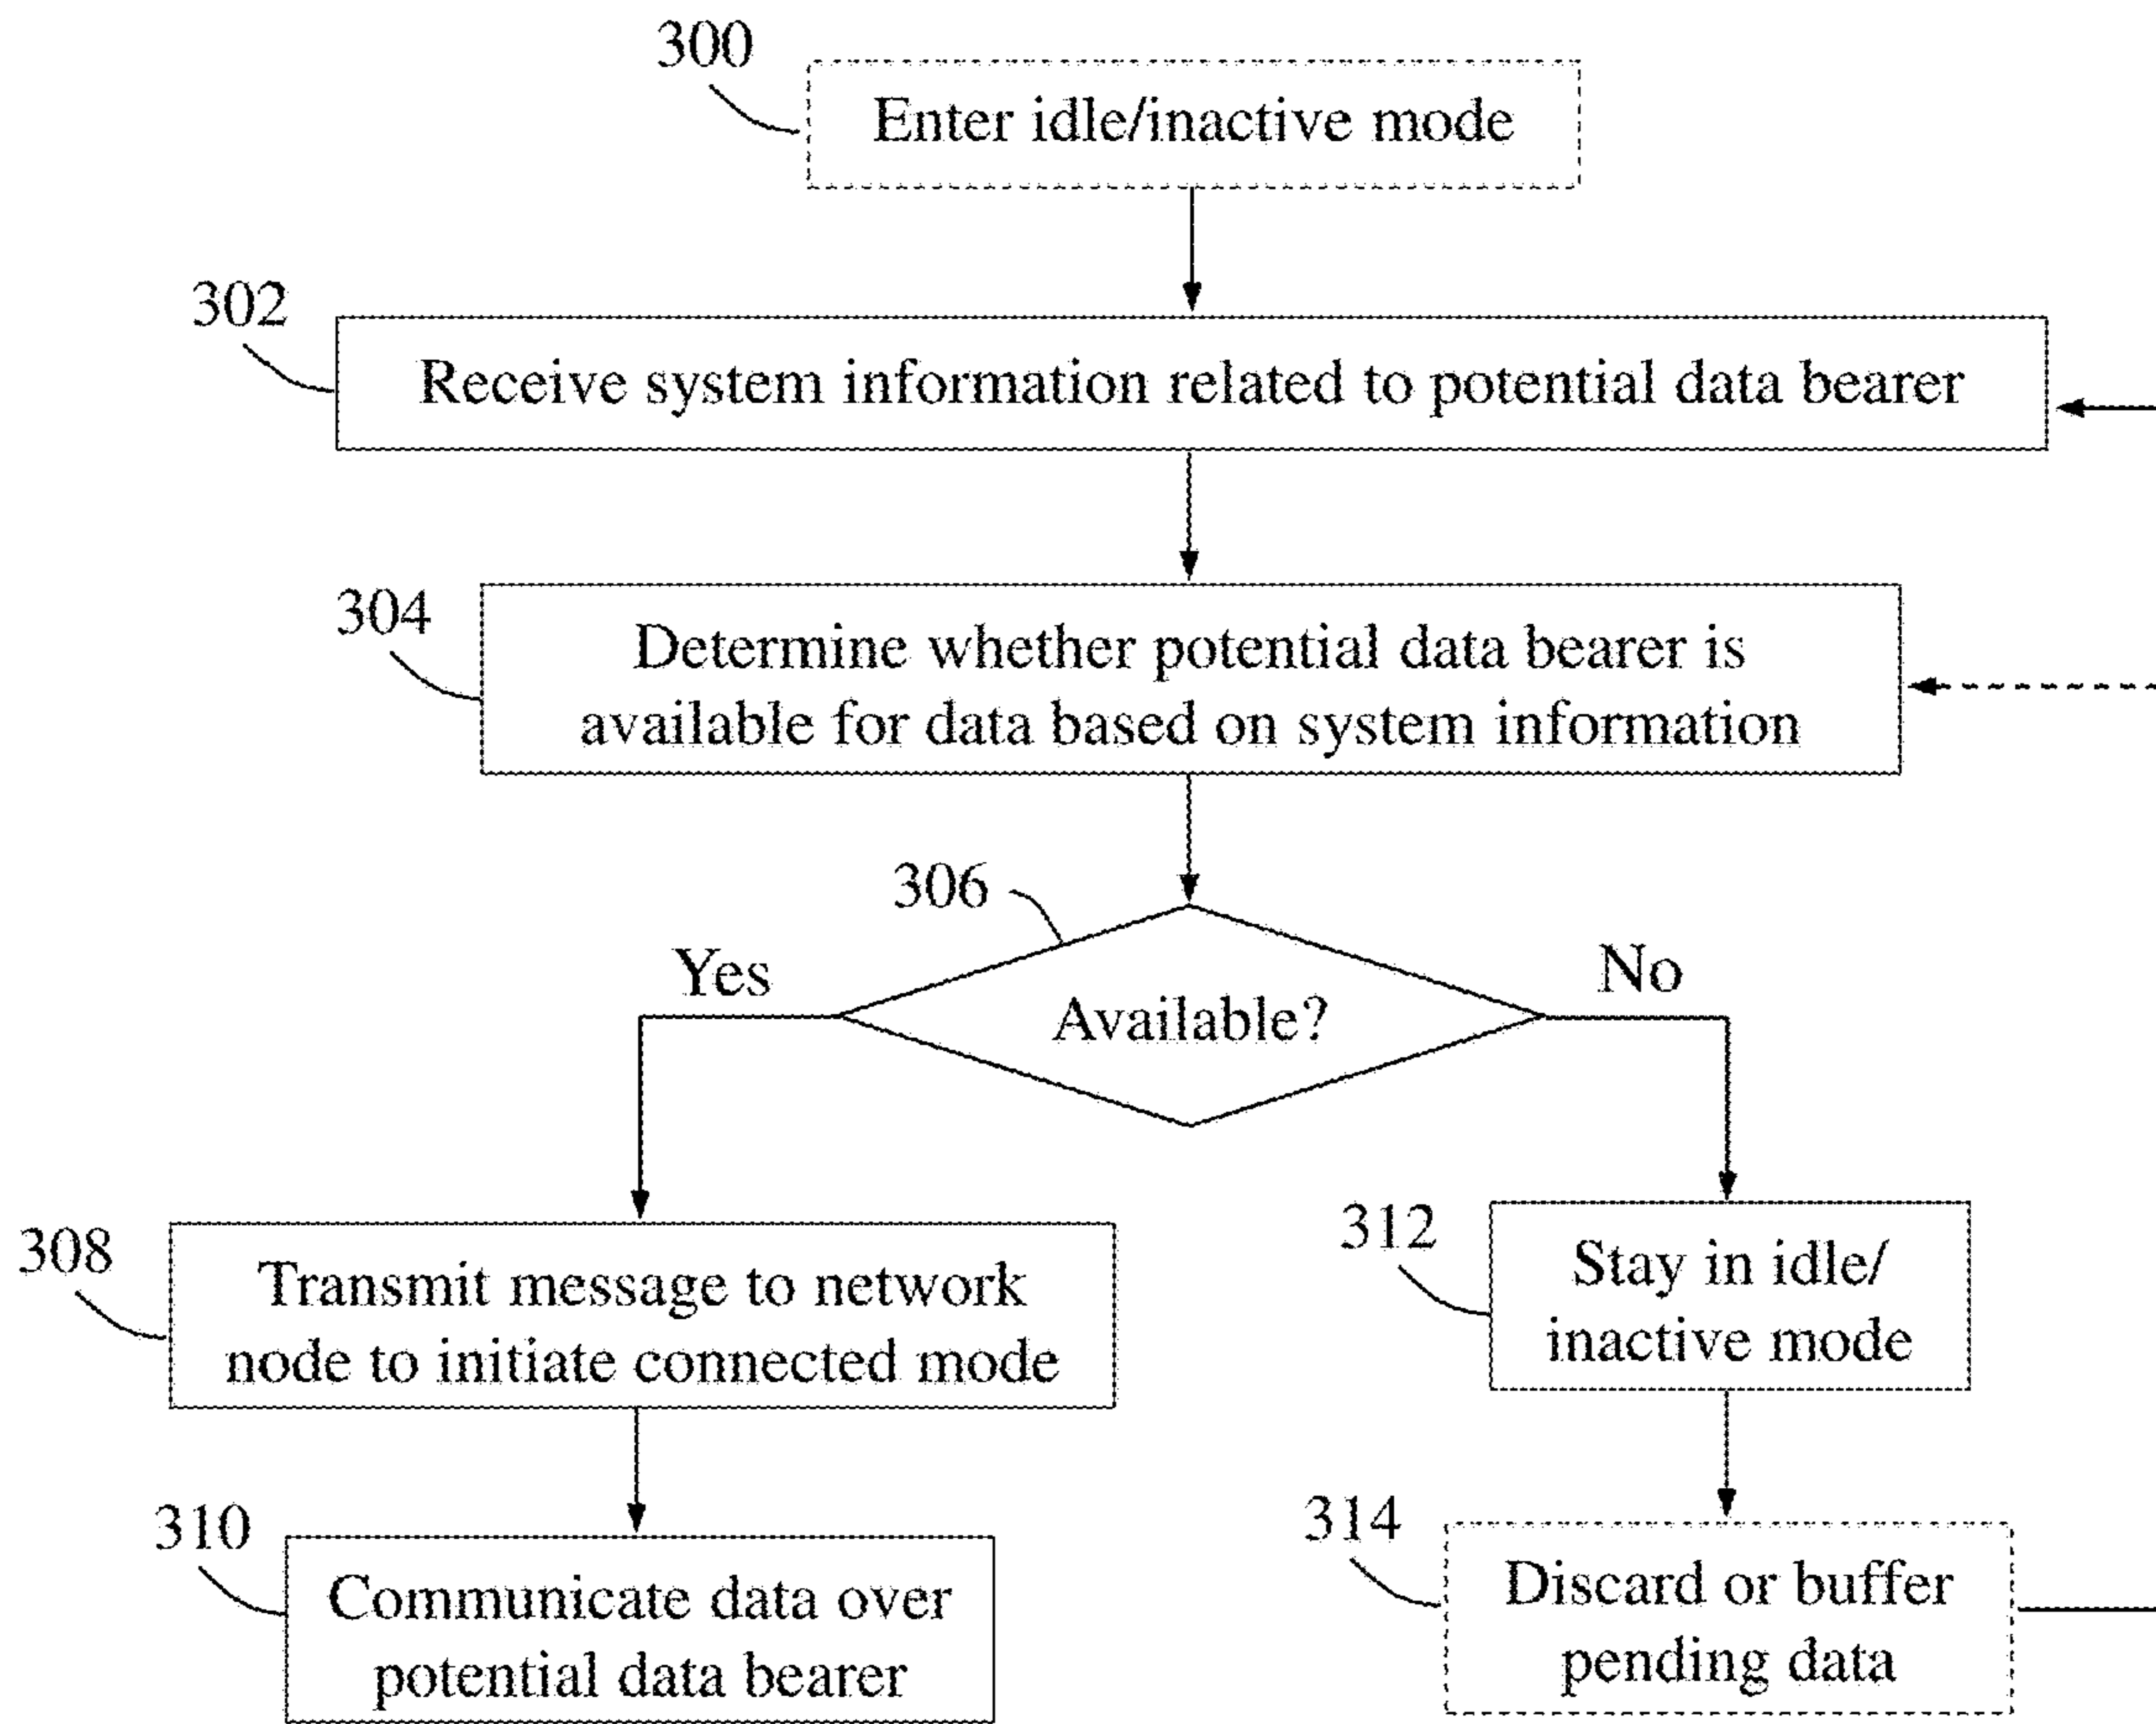 300
Enter idle/inactive mode
302
Receive system information related to potential data bearer
304
Determine whether potential data bearer is
available for data based on system information
306
Yes
Available?
No
308
Transmit message to network
node to initiate connected mode
312
Stay in idle/
inactive mode
310
Communicate data over
potential data bearer
314
Discard or buffer
pending data